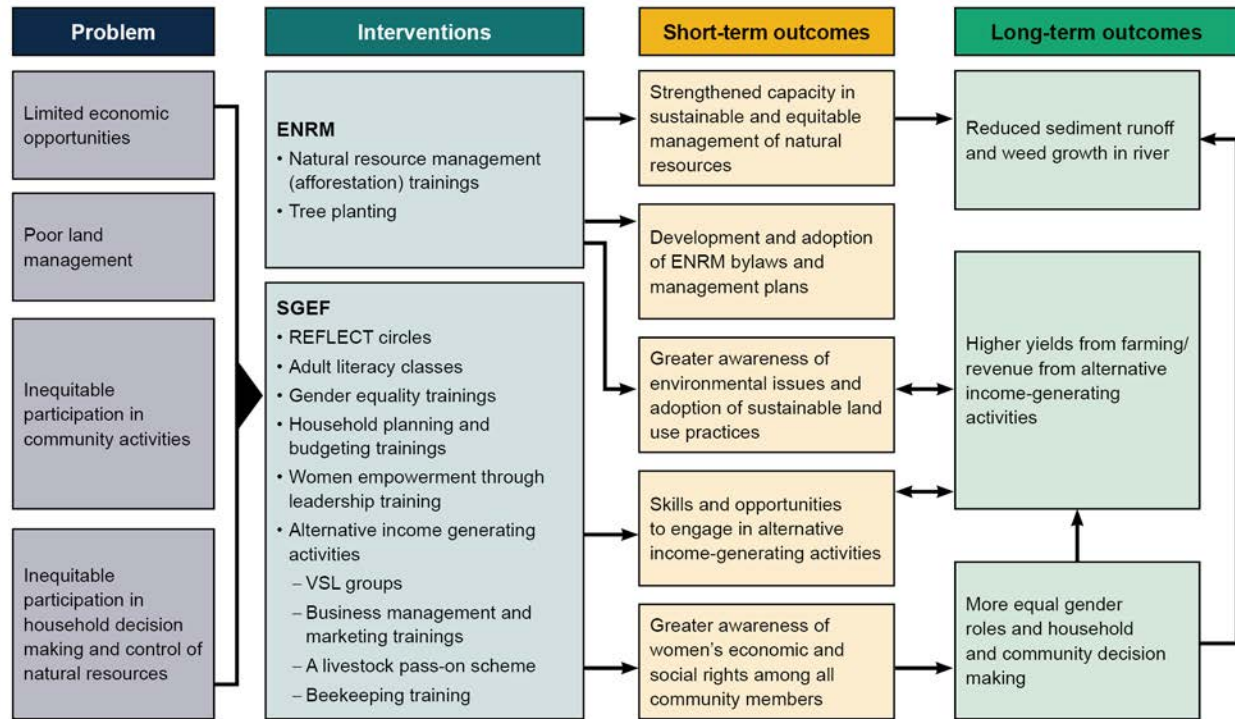 Problem
Interventions
Short-term outcomes
Long-term outcomes
Limited economic
opportunities
Poor land
management
Inequitable
participation in
community activities
Inequitable
participation in
household decision
making and control of
natural resources
ENRM
• Natural resource management
(afforestation) trainings
• Tree planting
SGEF
• REFLECT circles
• Adult literacy classes
• Gender equality trainings
• Household planning and
budgeting trainings
• Women empowerment through
leadership training
• Alternative income generating
activities
– VSL groups
– Business management and
marketing trainings
– A livestock pass-on scheme
– Beekeeping training
Strengthened capacity in
sustainable and equitable
management of natural
resources
Development and adoption
of ENRM bylaws and
management plans
Greater awareness of
environmental issues and
adoption of sustainable land
use practices
Skills and opportunities
to engage in alternative
income-generating activities
Greater awareness of
women’s economic and
social rights among all
community members
Reduced sediment runoff
and weed growth in river
Higher yields from farming/
revenue from alternative
income-generating
activities
More equal gender
roles and household
and community decision
making